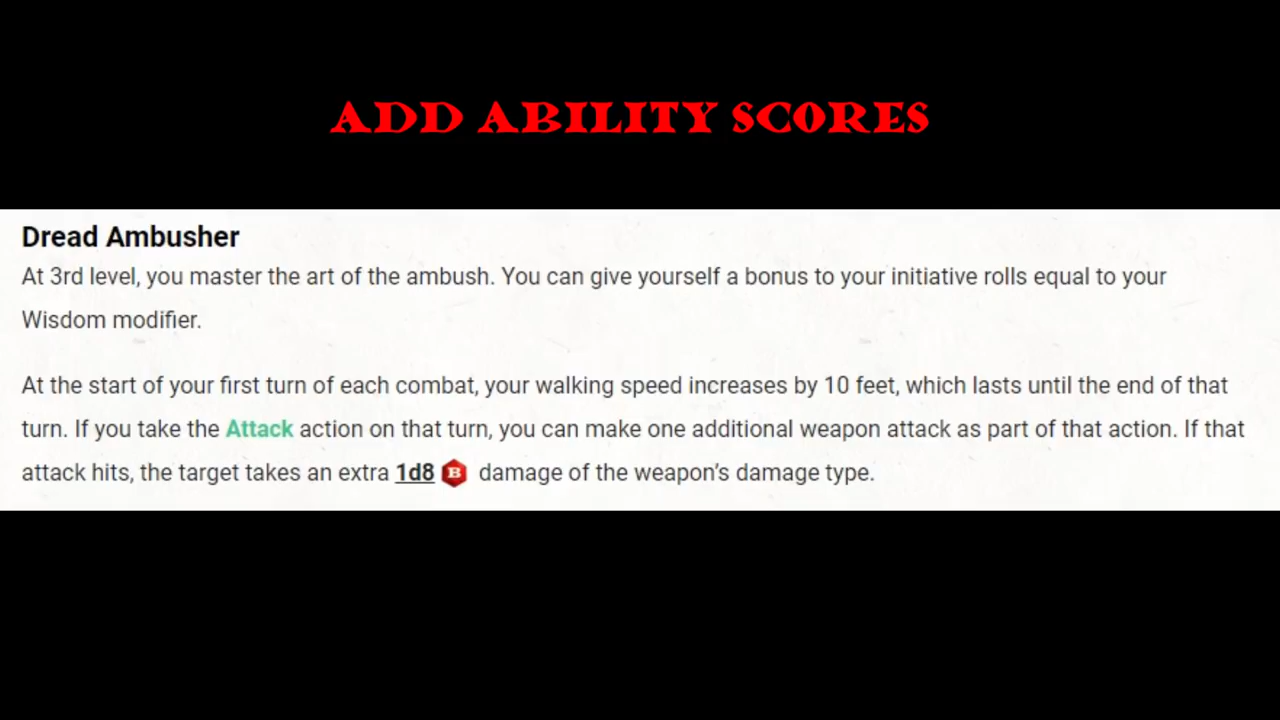 ADD ABILITY SCORES
Dread Ambusher
At 3rd level, you master the art of the ambush. You can give yourself a bonus to your initiative rolls equal to your
Wisdom modifier.
At the start of your first turn of each combat, your walking speed increases by 10 feet, which lasts until the end of that
turn. If you take the Attack action on that turn, you can make one additional weapon attack as part of that action. If that
attack hits, the target takes an extra 1d8 B damage of the weapon's damage type.